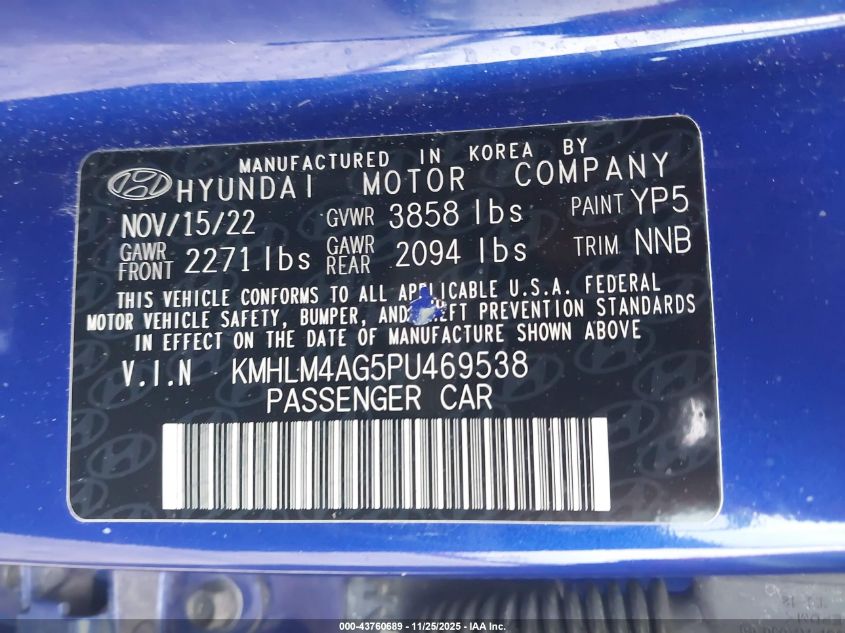 MANUFACTURED IN KOREA BY
HYUNDAI MOTOR COMPANY
NOV/15/22 GVWR 3858 lbs PAINT YP5
GAWR FRONT 2271 lbs GAWR REAR 2094 lbs TRIM NNB
THIS VEHICLE CONFORMS TO ALL APPLICABLE U.S.A. FEDERAL
MOTOR VEHICLE SAFETY, BUMPER, AND THEFT PREVENTION STANDARDS
IN EFFECT ON THE DATE OF MANUFACTURE SHOWN ABOVE
V.I.N KMHLM4AG5PU469538
PASSENGER CAR
000-43760689 - 11/25/2025 - IAA Inc.